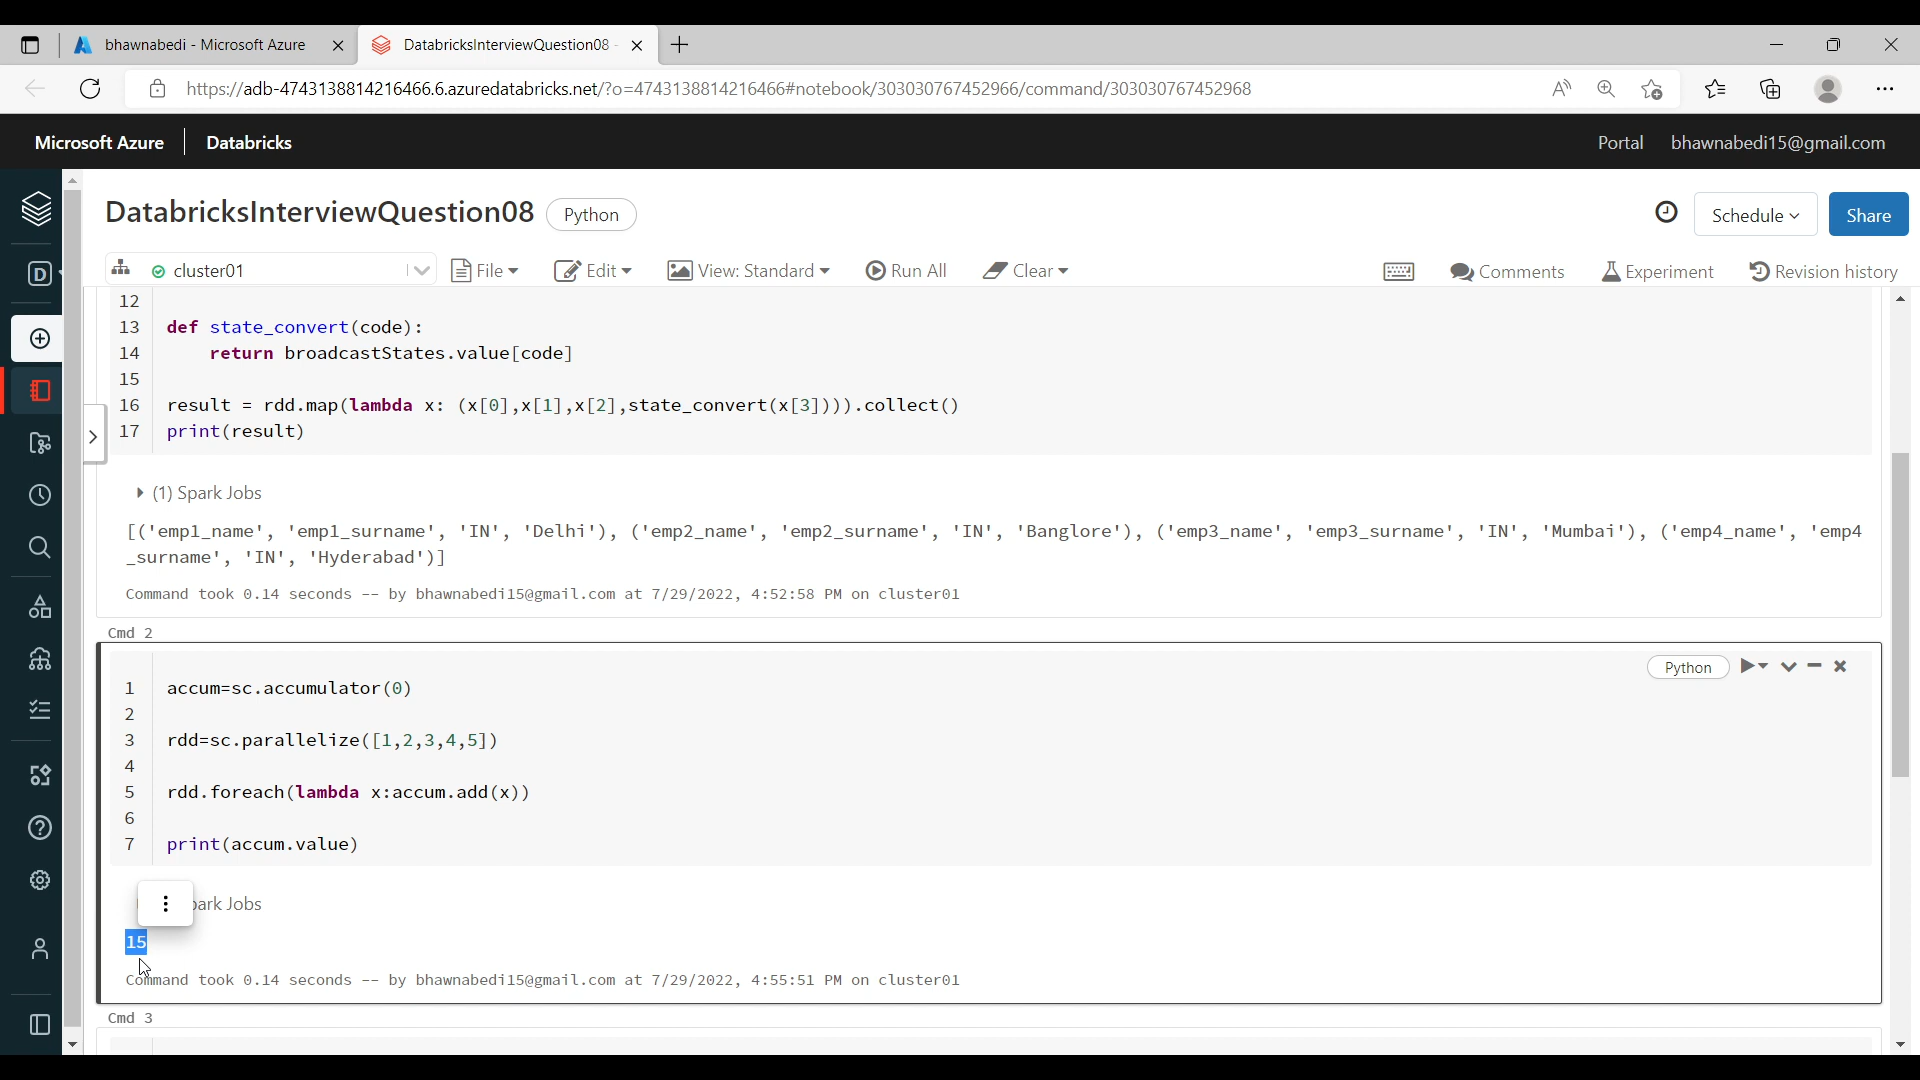 bhawnabedi - Microsoft Azure
DatabricksInterviewQuestion08 -
https://adb-4743138814216466.6.azuredatabricks.net/?o=4743138814216466#notebook/303030767452966/command/303030767452968
Microsoft Azure
Databricks
Portal
bhawnabedi15@gmail.com
D
DatabricksInterviewQuestion08
Python
Schedule
Share
cluster01
File
Edit
View: Standard
Run All
Clear
Comments
Experiment
Revision history
12
13 def state_convert(code):
14 return broadcastStates.value[code]
15
16 result = rdd.map(lambda x: (x[0],x[1],x[2],state_convert(x[3]))).collect()
17 print(result)
(1) Spark Jobs
[('emp1_name', 'emp1_surname', 'IN', 'Delhi'), ('emp2_name', 'emp2_surname', 'IN', 'Banglore'), ('emp3_name', 'emp3_surname', 'IN', 'Mumbai'), ('emp4_name', 'emp4
_surname', 'IN', 'Hyderabad')]
Command took 0.14 seconds -- by bhawnabedi15@gmail.com at 7/29/2022, 4:52:58 PM on cluster01
Cmd 2
Python
1 accum=sc.accumulator(0)
2
3 rdd=sc.parallelize([1,2,3,4,5])
4
5 rdd.foreach(lambda x:accum.add(x))
6
7 print(accum.value)
park Jobs
15
Command took 0.14 seconds -- by bhawnabedi15@gmail.com at 7/29/2022, 4:55:51 PM on cluster01
Cmd 3